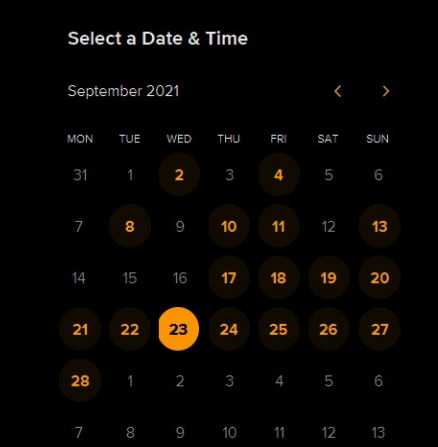 Select a Date & Time
September 2021
MON TUE WED THU FRI SAT SUN
31 1 2 3 4 5 6
7 8 9 10 11 12 13
14 15 16 17 18 19 20
21 22 23 24 25 26 27
28 1 2 3 4 5 6
7 8 9 10 11 12 13